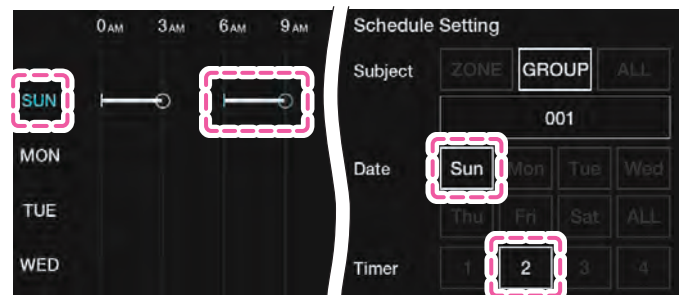 0AM 3AM 6AM 9AM
SUN
MON
TUE
WED
Schedule Setting
Subject ZONE GROUP ALL
001
Date Sun Mon Tue Wed
Thu Fri Sat ALL
Timer 1 2 3 4